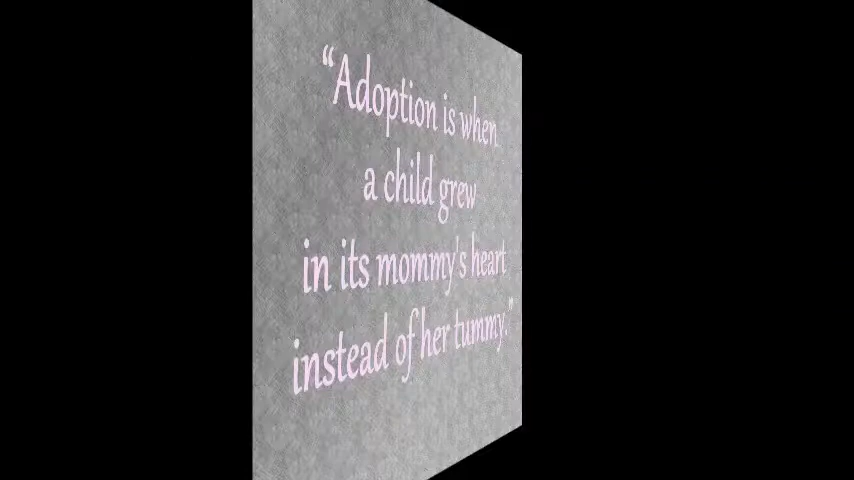 “Adoption is when
a child grew
in its mommy's heart
instead of her tummy.”